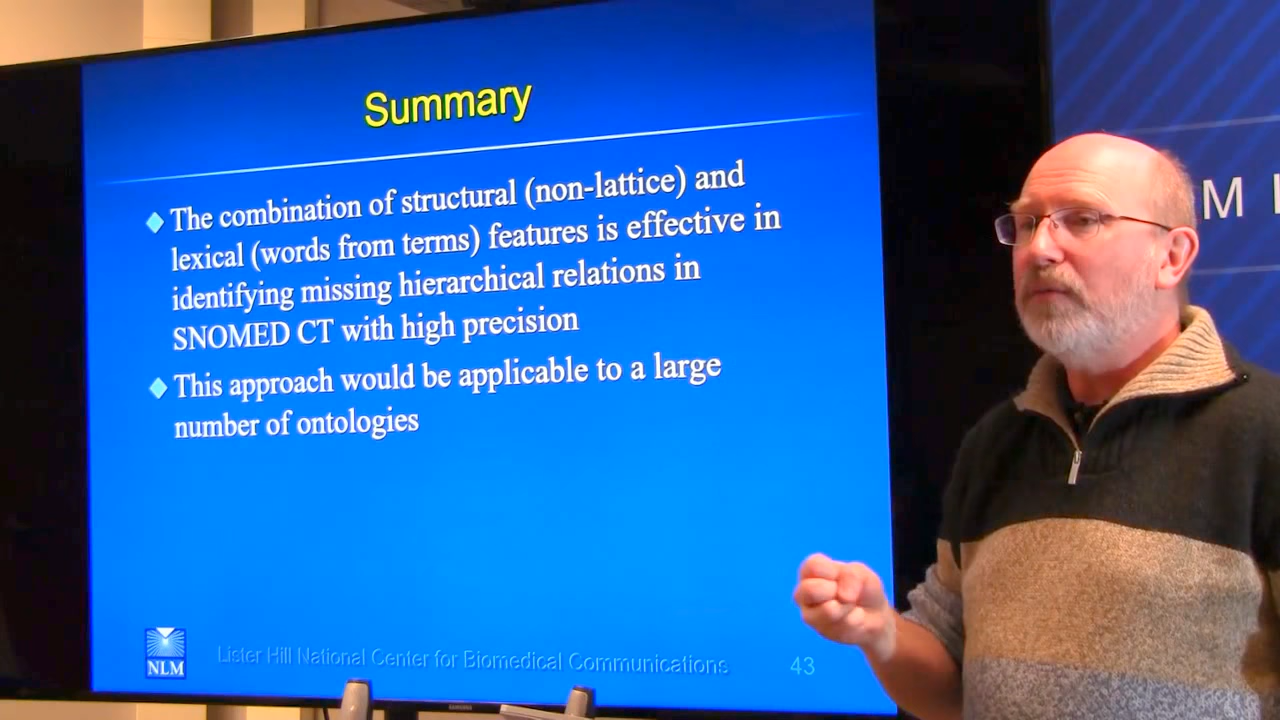 Summary
The combination of structural (non-lattice) and
lexical (words from terms) features is effective in
identifying missing hierarchical relations in
SNOMED CT with high precision
This approach would be applicable to a large
number of ontologies
NLM
Lister Hill National Center for Biomedical Communications
43
SAMSUNG
M